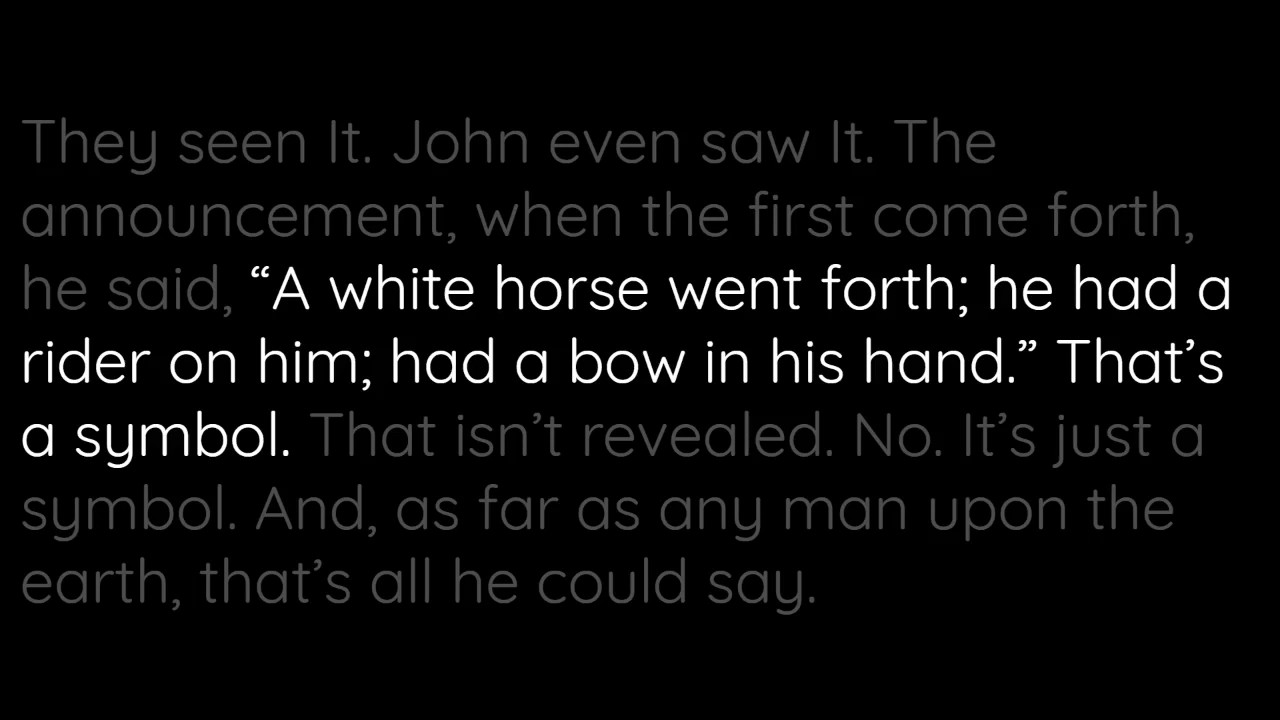 They seen It. John even saw It. The
announcement, when the first come forth,
he said, “A white horse went forth; he had a
rider on him; had a bow in his hand.” That’s
a symbol. That isn’t revealed. No. It’s just a
symbol. And, as far as any man upon the
earth, that’s all he could say.